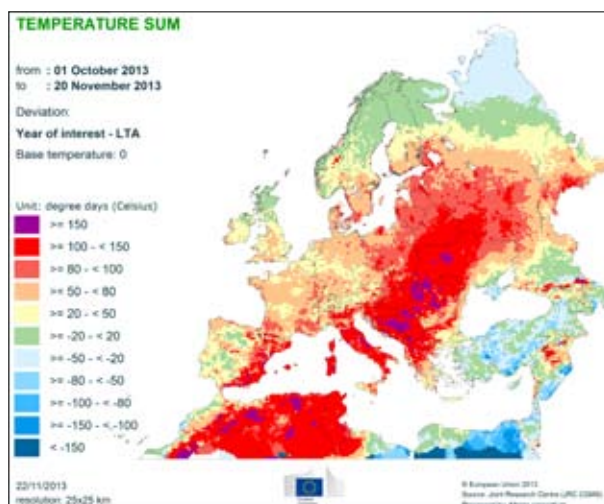 TEMPERATURE SUM
from : 01 October 2013
to : 20 November 2013
Deviation:
Year of interest - LTA
Base temperature: 0
Unit: degree days (Celsius)
>= 150
>= 100 - < 150
>= 80 - < 100
>= 50 - < 80
>= 20 - < 50
>= -20 - < 20
>= -50 - < -20
>= -80 - < -50
>= -100 - < -80
>= -150 - < -100
< -150
22/11/2013
resolution: 25x25 km
© European Union 2013
Source: Joint Research Centre